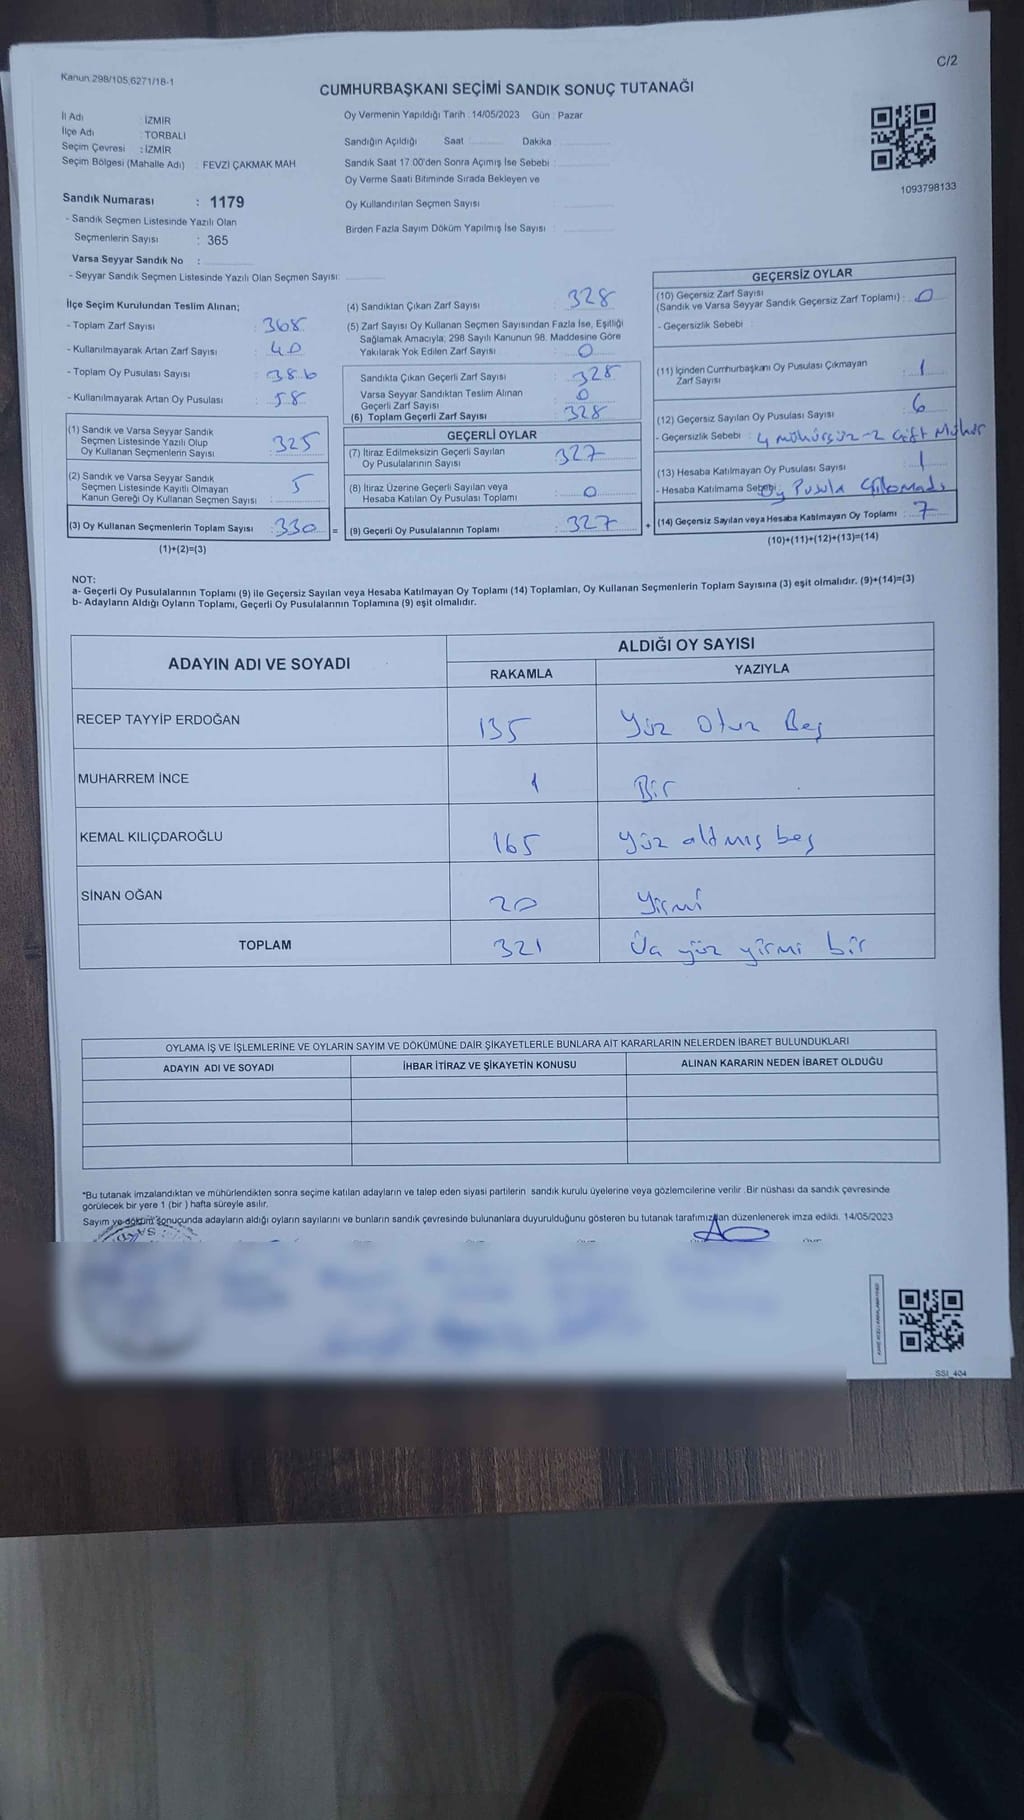 C/2
Kanun.298/105,6271/18-1
CUMHURBAŞKANI SEÇİMİ SANDIK SONUÇ TUTANAĞI
İl Adı : İZMİR
İlçe Adı : TORBALI
Seçim Çevresi : İZMİR
Seçim Bölgesi (Mahalle Adı) : FEVZİ ÇAKMAK MAH
Oy Vermenin Yapıldığı Tarih : 14/05/2023 Gün : Pazar
Sandığın Açıldığı Saat Dakika :
Sandık Saat 17 00'den Sonra Açımış İse Sebebi :
Oy Verme Saati Bitiminde Sırada Bekleyen ve
Oy Kullandırılan Seçmen Sayısı :
Birden Fazla Sayım Döküm Yapılmış İse Sayısı :
1093798133
Sandık Numarası : 1179
- Sandık Seçmen Listesinde Yazılı Olan
Seçmenlerin Sayısı : 365
Varsa Seyyar Sandık No :
- Seyyar Sandık Seçmen Listesinde Yazılı Olan Seçmen Sayısı:
İlçe Seçim Kurulundan Teslim Alınan;
- Toplam Zarf Sayısı : 368
- Kullanılmayarak Artan Zarf Sayısı : 40
- Toplam Oy Pusulası Sayısı : 386
- Kullanılmayarak Artan Oy Pusulası : 58
(1) Sandık ve Varsa Seyyar Sandık
Seçmen Listesinde Yazılı Olup
Oy Kullanan Seçmenlerin Sayısı : 325
(2) Sandık ve Varsa Seyyar Sandık
Seçmen Listesinde Kayıtlı Olmayan
Kanun Gereği Oy Kullanan Seçmen Sayısı : 5
(3) Oy Kullanan Seçmenlerin Toplam Sayısı : 330 =
(1)+(2)=(3)
(4) Sandıktan Çıkan Zarf Sayısı : 328
(5) Zarf Sayısı Oy Kullanan Seçmen Sayısından Fazla İse, Eşitliği
Sağlamak Amacıyla; 298 Sayılı Kanunun 98. Maddesine Göre
Yakılarak Yok Edilen Zarf Sayısı : 0
Sandıkta Çıkan Geçerli Zarf Sayısı : 328
Varsa Seyyar Sandıktan Teslim Alınan
Geçerli Zarf Sayısı : 0
(6) Toplam Geçerli Zarf Sayısı : 328
GEÇERLİ OYLAR
(7) İtiraz Edilmeksizin Geçerli Sayılan
Oy Pusulalarının Sayısı : 327
(8) İtiraz Üzerine Geçerli Sayılan veya
Hesaba Katılan Oy Pusulası Toplamı : 0
(9) Geçerli Oy Pusulalarının Toplamı : 327 +
GEÇERSİZ OYLAR
(10) Geçersiz Zarf Sayısı
(Sandık ve Varsa Seyyar Sandık Geçersiz Zarf Toplamı) : 0
- Geçersizlik Sebebi :
(11) İçinden Cumhurbaşkanı Oy Pusulası Çıkmayan
Zarf Sayısı : 1
(12) Geçersiz Sayılan Oy Pusulası Sayısı : 6
- Geçersizlik Sebebi : 4 mühürsüz-2 Çift Mühür
(13) Hesaba Katılmayan Oy Pusulası Sayısı : 1
- Hesaba Katılmama Sebebi : Oy Pusula Çıkmadı
(14) Geçersiz Sayılan veya Hesaba Katılmayan Oy Toplamı : 7
(10)+(11)+(12)+(13)=(14)
NOT:
a- Geçerli Oy Pusulalarının Toplamı (9) ile Geçersiz Sayılan veya Hesaba Katılmayan Oy Toplamı (14) Toplamları, Oy Kullanan Seçmenlerin Toplam Sayısına (3) eşit olmalıdır. (9)+(14)=(3)
b- Adayların Aldığı Oyların Toplamı, Geçerli Oy Pusulalarının Toplamına (9) eşit olmalıdır.
ADAYIN ADI VE SOYADI
ALDIĞI OY SAYISI
RAKAMLA YAZIYLA
RECEP TAYYİP ERDOĞAN 135 Yüz Otuz Beş
MUHARREM İNCE 1 Bir
KEMAL KILIÇDAROĞLU 165 Yüz altmış beş
SİNAN OĞAN 20 Yirmi
TOPLAM 321 Üç yüz yirmi bir
OYLAMA İŞ VE İŞLEMLERİNE VE OYLARIN SAYIM VE DÖKÜMÜNE DAİR ŞİKAYETLERLE BUNLARA AİT KARARLARIN NELERDEN İBARET BULUNDUKLARI
ADAYIN ADI VE SOYADI İHBAR İTİRAZ VE ŞİKAYETİN KONUSU ALINAN KARARIN NEDEN İBARET OLDUĞU
*Bu tutanak imzalandıktan ve mühürlendikten sonra seçime katılan adayların ve talep eden siyasi partilerin sandık kurulu üyelerine veya gözlemcilerine verilir .Bir nüshası da sandık çevresinde
görülecek bir yere 1 (bir ) hafta süreyle asılır.
Sayım ve döküm sonuçunda adayların aldığı oyların sayılarını ve bunların sandık çevresinde bulunanlara duyurulduğunu gösteren bu tutanak tarafımızdan düzenlenerek imza edildi. 14/05/2023
SSI_404